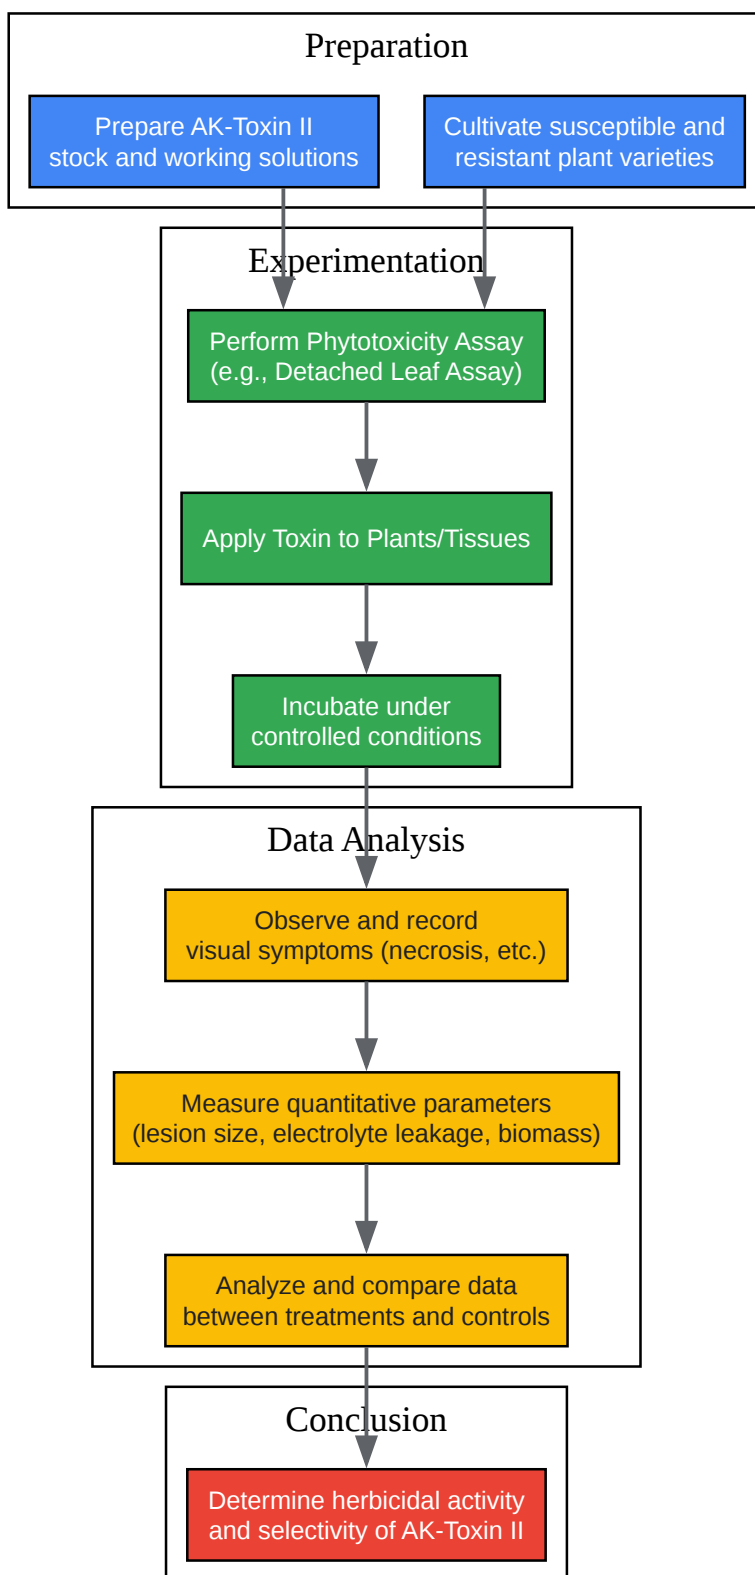 Preparation
Prepare AK-Toxin II
stock and working solutions
Cultivate susceptible and
resistant plant varieties
Experimentation
Perform Phytotoxicity Assay
(e.g., Detached Leaf Assay)
Apply Toxin to Plants/Tissues
Incubate under
controlled conditions
Data Analysis
Observe and record
visual symptoms (necrosis, etc.)
Measure quantitative parameters
(lesion size, electrolyte leakage, biomass)
Analyze and compare data
between treatments and controls
Conclusion
Determine herbicidal activity
and selectivity of AK-Toxin II